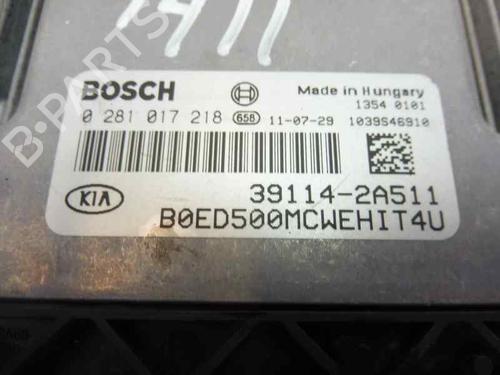 1411
BOSCH
Made in Hungary
1354 0101
0 281 017 218 658 11-07-29 1039S46910
KIA
39114-2A511
B0ED500MCWEHIT4U
B-PARTS